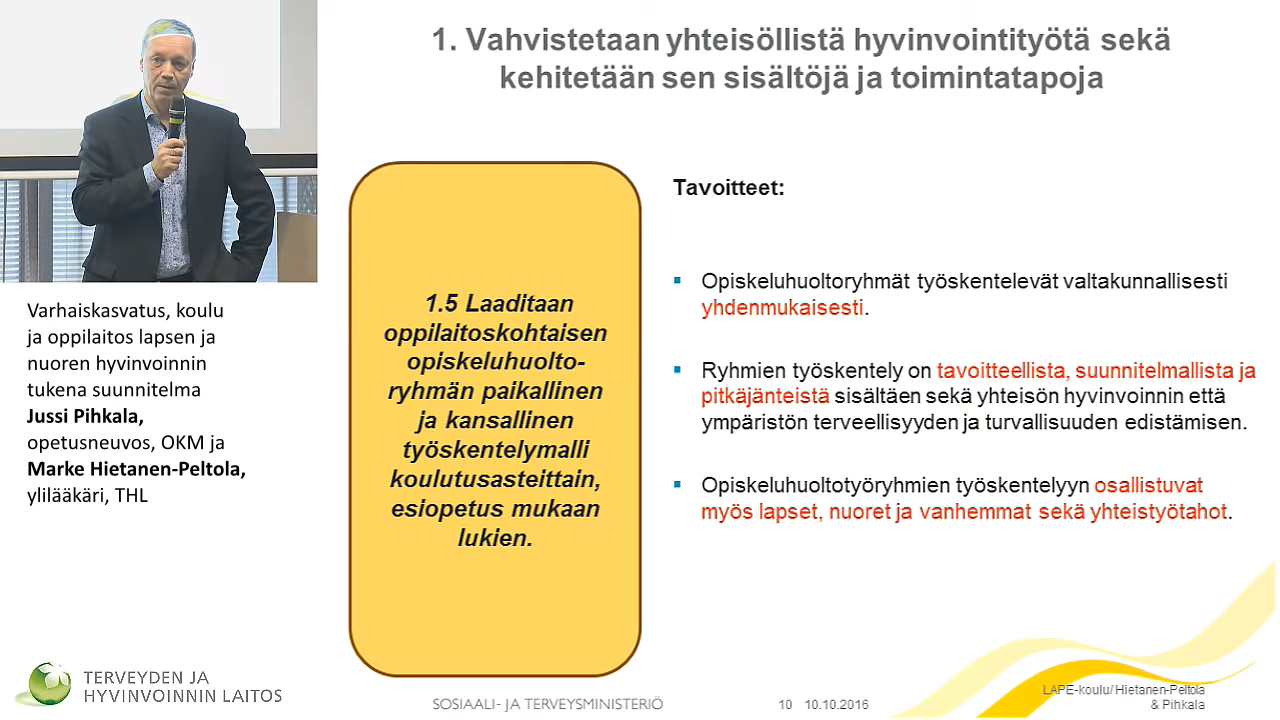 1. Vahvistetaan yhteisöllistä hyvinvointityötä sekä
kehitetään sen sisältöjä ja toimintatapoja
Varhaiskasvatus, koulu
ja oppilaitos lapsen ja
nuoren hyvinvoinnin
tukena suunnitelma
Jussi Pihkala,
opetusneuvos, OKM ja
Marke Hietanen-Peltola,
ylilääkäri, THL
1.5 Laaditaan
oppilaitoskohtaisen
opiskeluhuolto-
ryhmän paikallinen
ja kansallinen
työskentelymalli
koulutusasteittain,
esiopetus mukaan
lukien.
Tavoitteet:
▪ Opiskeluhuoltoryhmät työskentelevät valtakunnallisesti
yhdenmukaisesti.
▪ Ryhmien työskentely on tavoitteellista, suunnitelmallista ja
pitkäjänteistä sisältäen sekä yhteisön hyvinvoinnin että
ympäristön terveellisyyden ja turvallisuuden edistämisen.
▪ Opiskeluhuoltotyöryhmien työskentelyyn osallistuvat
myös lapset, nuoret ja vanhemmat sekä yhteistyötahot.
TERVEYDEN JA
HYVINVOINNIN LAITOS
SOSIAALI- JA TERVEYSMINISTERIÖ
10 10.10.2016
LAPE-koulu/ Hietanen-Peltola
& Pihkala